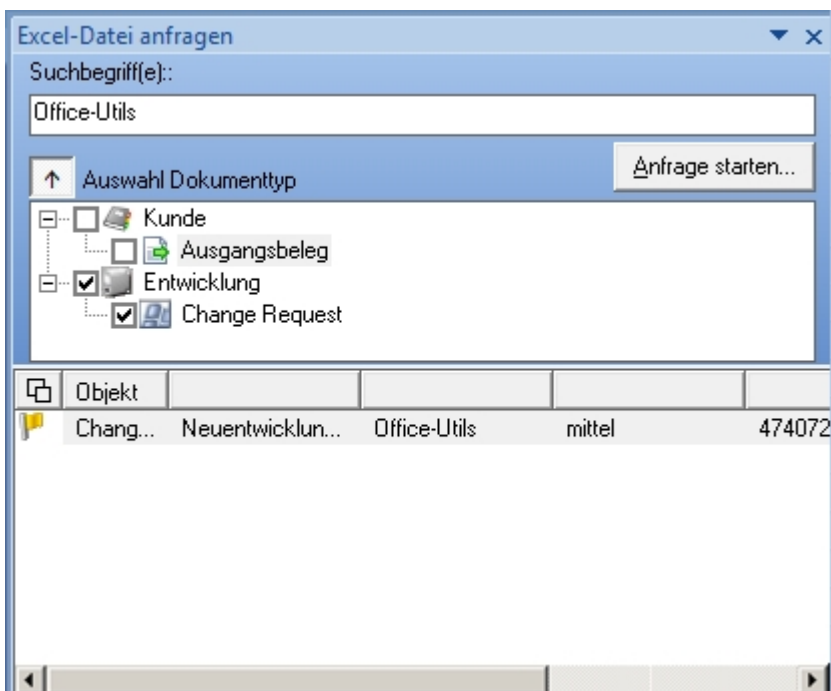 Excel-Datei anfragen
Suchbegriff(e)::
Office-Utils
Anfrage starten...
Auswahl Dokumenttyp
Kunde
Ausgangsbeleg
Entwicklung
Change Request
Objekt
Chang... Neuentwicklun... Office-Utils mittel 474072